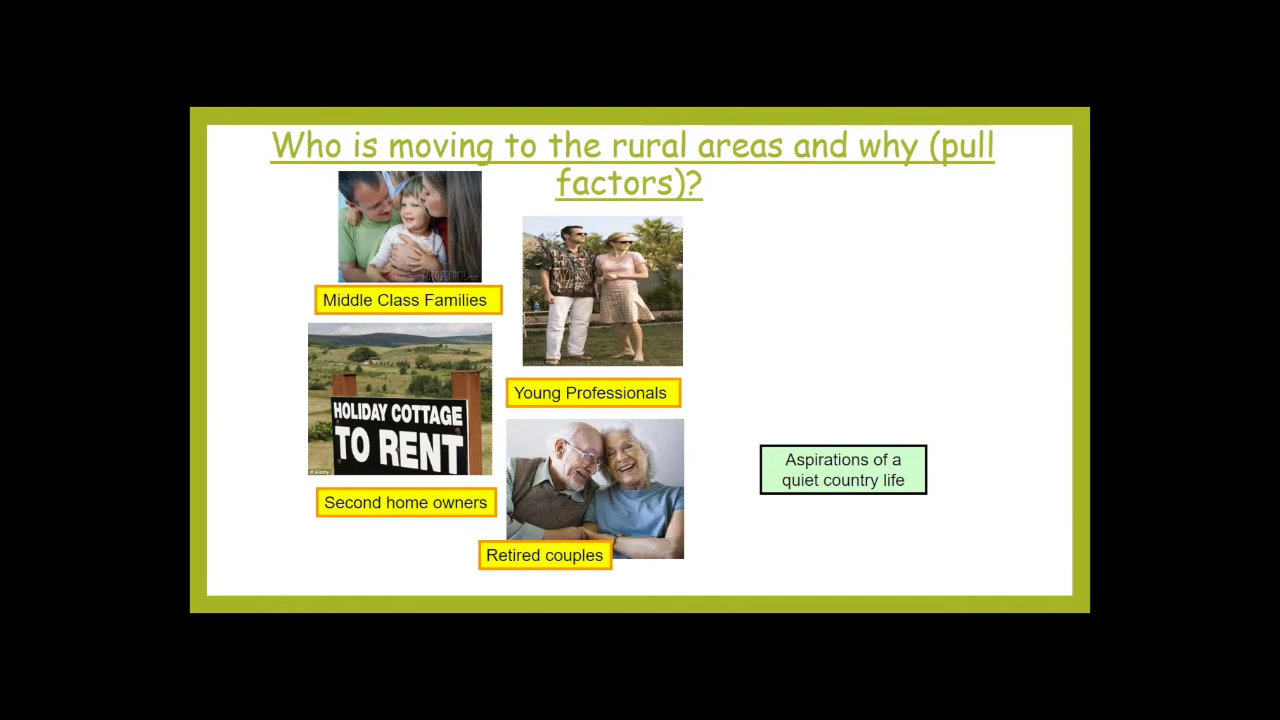 Who is moving to the rural areas and why (pull
factors)?
Middle Class Families
Young Professionals
HOLIDAY COTTAGE
TO RENT
© Alamy
Second home owners
Retired couples
Aspirations of a
quiet country life